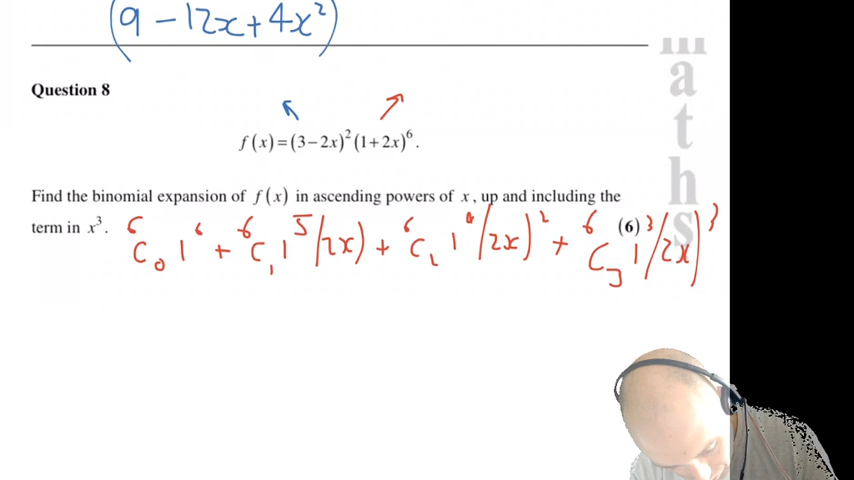 (9 - 12x + 4x²)
Question 8
f(x) = (3 − 2x)² (1 + 2x)⁶.
Find the binomial expansion of f(x) in ascending powers of x, up and including the
term in x³. (6)
⁶C₀ 1⁶ + ⁶C₁ 1⁵ (2x) + ⁶C₂ 1⁴ (2x)² + ⁶C₃ 1³ (2x)³
maths